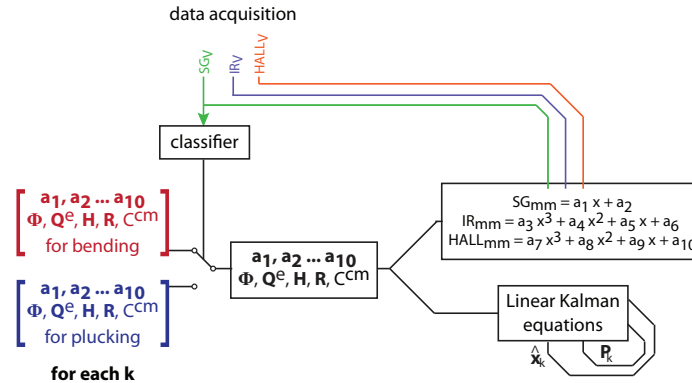 data acquisition
SGV
IRV
HALLV
classifier
a1, a2 ... a10
Φ, Qe, H, R, Ccm
for bending
a1, a2 ... a10
Φ, Qe, H, R, Ccm
for plucking
for each k
a1, a2 ... a10
Φ, Qe, H, R, Ccm
SGmm = a1 x + a2
IRmm = a3 x³ + a4 x² + a5 x + a6
HALLmm = a7 x³ + a8 x² + a9 x + a10
Linear Kalman
equations
x̂k
Pk